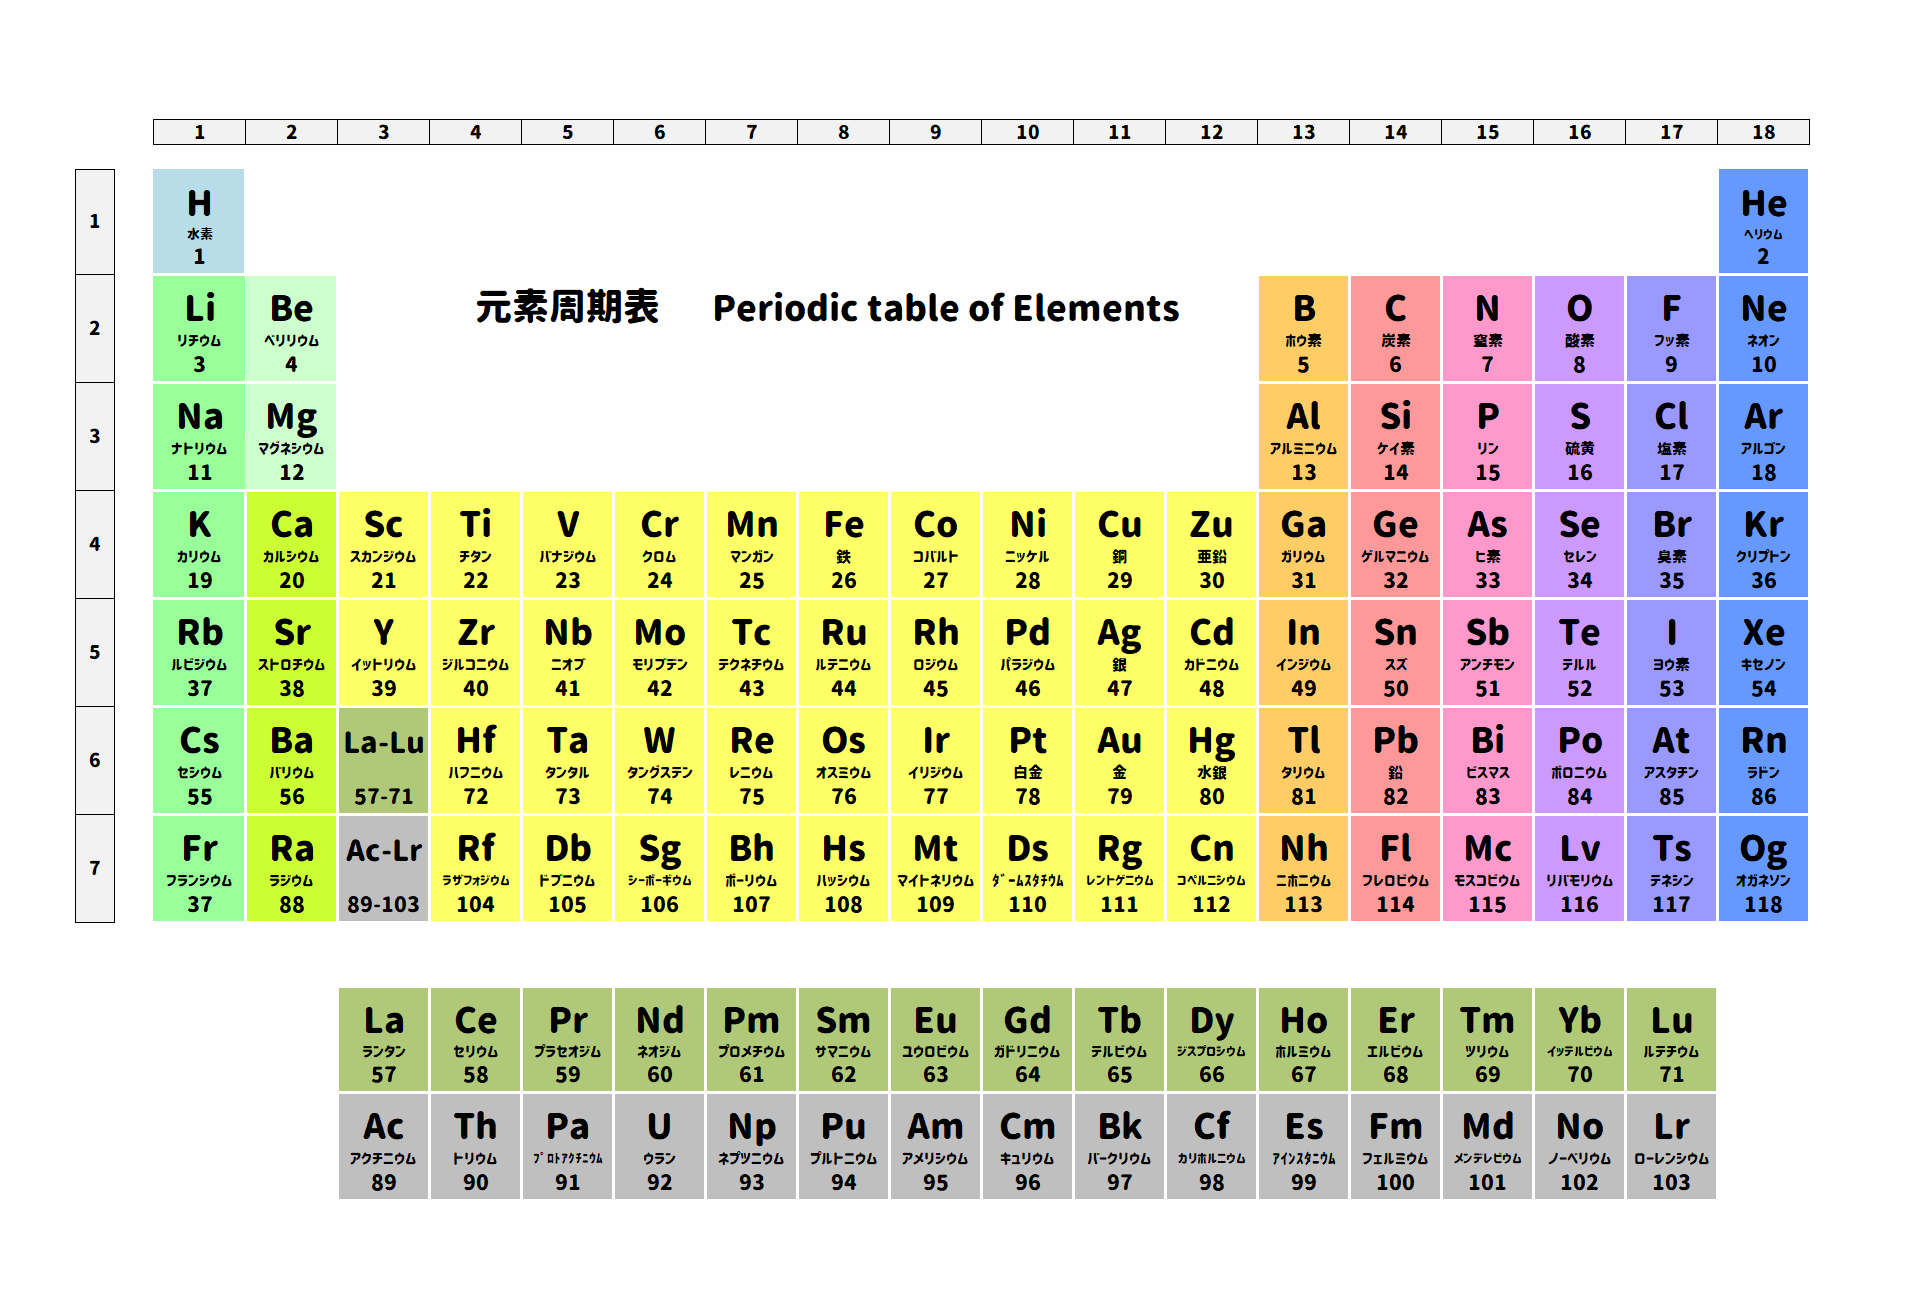 1 2 3 4 5 6 7 8 9 10 11 12 13 14 15 16 17 18
1
H He
水素 ヘリウム
1 2
2
元素周期表 Periodic table of Elements
Li Be B C N O F Ne
リチウム ベリリウム ホウ素 炭素 窒素 酸素 フッ素 ネオン
3 4 5 6 7 8 9 10
3
Na Mg Al Si P S Cl Ar
ナトリウム マグネシウム アルミニウム ケイ素 リン 硫黄 塩素 アルゴン
11 12 13 14 15 16 17 18
4
K Ca Sc Ti V Cr Mn Fe Co Ni Cu Zu Ga Ge As Se Br Kr
カリウム カルシウム スカンジウム チタン バナジウム クロム マンガン 鉄 コバルト ニッケル 銅 亜鉛 ガリウム ゲルマニウム ヒ素 セレン 臭素 クリプトン
19 20 21 22 23 24 25 26 27 28 29 30 31 32 33 34 35 36
5
Rb Sr Y Zr Nb Mo Tc Ru Rh Pd Ag Cd In Sn Sb Te I Xe
ルビジウム ストロチウム イットリウム ジルコニウム ニオブ モリブデン テクネチウム ルテニウム ロジウム パラジウム 銀 カドニウム インジウム スズ アンチモン テルル ヨウ素 キセノン
37 38 39 40 41 42 43 44 45 46 47 48 49 50 51 52 53 54
6
Cs Ba La-Lu Hf Ta W Re Os Ir Pt Au Hg Tl Pb Bi Po At Rn
セシウム バリウム ハフニウム タンタル タングステン レニウム オスミウム イリジウム 白金 金 水銀 タリウム 鉛 ビスマス ポロニウム アスタチン ラドン
55 56 57-71 72 73 74 75 76 77 78 79 80 81 82 83 84 85 86
7
Fr Ra Ac-Lr Rf Db Sg Bh Hs Mt Ds Rg Cn Nh Fl Mc Lv Ts Og
フランシウム ラジウム ラザフォジウム ドブニウム シーボーギウム ボーリウム ハッシウム マイトネリウム ﾀﾞｰﾑｽﾀﾁｳﾑ レントゲニウム コペルニシウム ニホニウム フレロビウム モスコビウム リバモリウム テネシン オガネソン
37 88 89-103 104 105 106 107 108 109 110 111 112 113 114 115 116 117 118
La Ce Pr Nd Pm Sm Eu Gd Tb Dy Ho Er Tm Yb Lu
ランタン セリウム プラセオジム ネオジム プロメチウム サマニウム ユウロビウム ガドリニウム テルビウム ジスプロシウム ホルミウム エルビウム ツリウム イッテルビウム ルテチウム
57 58 59 60 61 62 63 64 65 66 67 68 69 70 71
Ac Th Pa U Np Pu Am Cm Bk Cf Es Fm Md No Lr
アクチニウム トリウム ﾌﾟﾛﾄｱｸﾁﾆｳﾑ ウラン ネプツニウム プルトニウム アメリシウム キュリウム バークリウム カリホルニウム ｱｲﾝｽﾀﾆｳﾑ フェルミウム メンデレビウム ノーベリウム ローレンシウム
89 90 91 92 93 94 95 96 97 98 99 100 101 102 103